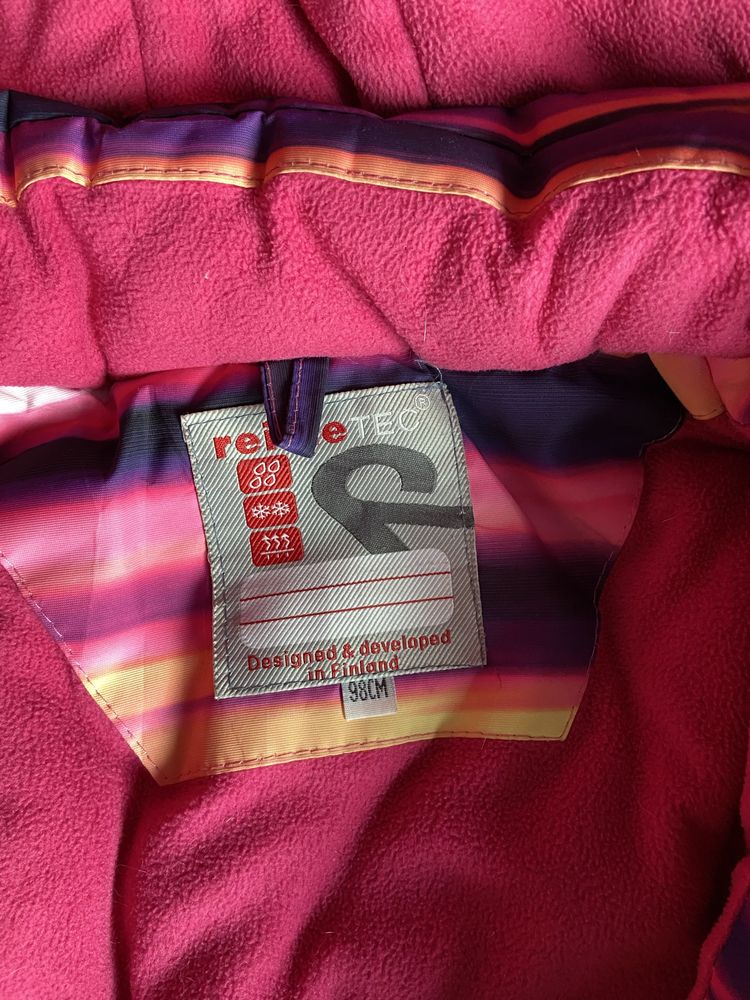 TEC®
Designed & developed
in Finland
98CM